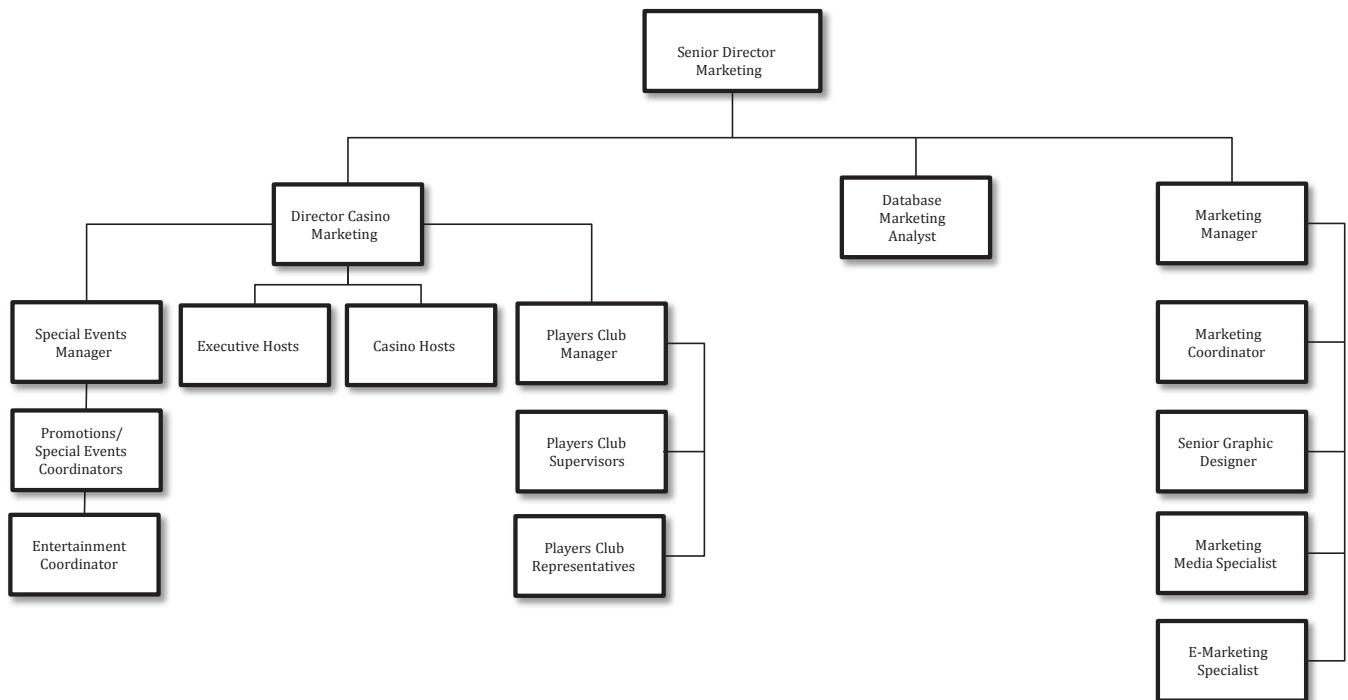 Senior Director
Marketing
Director Casino
Marketing
Database
Marketing
Analyst
Marketing
Manager
Special Events
Manager
Executive Hosts
Casino Hosts
Players Club
Manager
Marketing
Coordinator
Promotions/
Special Events
Coordinators
Players Club
Supervisors
Senior Graphic
Designer
Entertainment
Coordinator
Players Club
Representatives
Marketing
Media Specialist
E-Marketing
Specialist